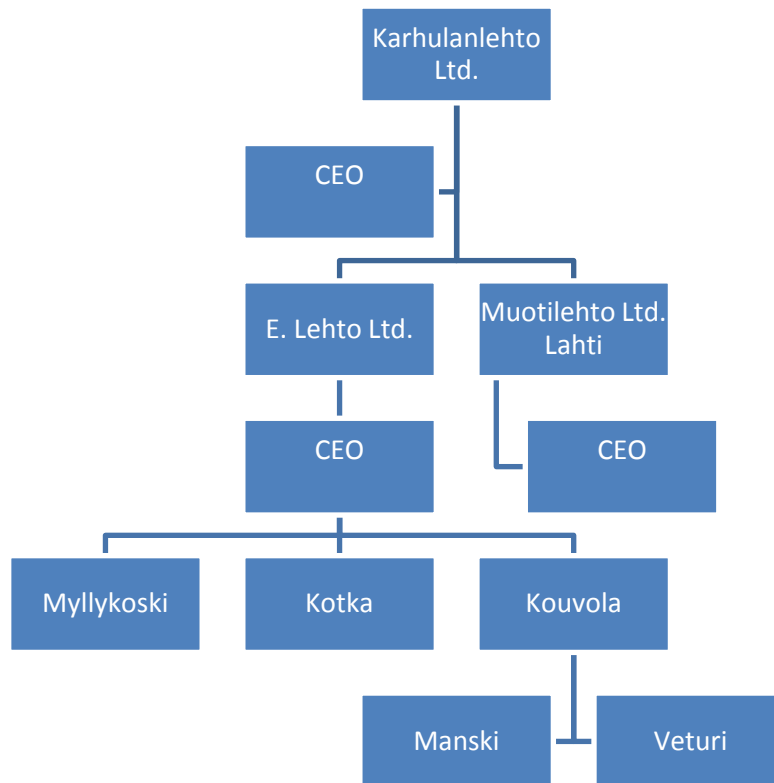 Karhulanlehto
Ltd.
CEO
E. Lehto Ltd.
Muotilehto Ltd.
Lahti
CEO
CEO
Myllykoski
Kotka
Kouvola
Manski
Veturi